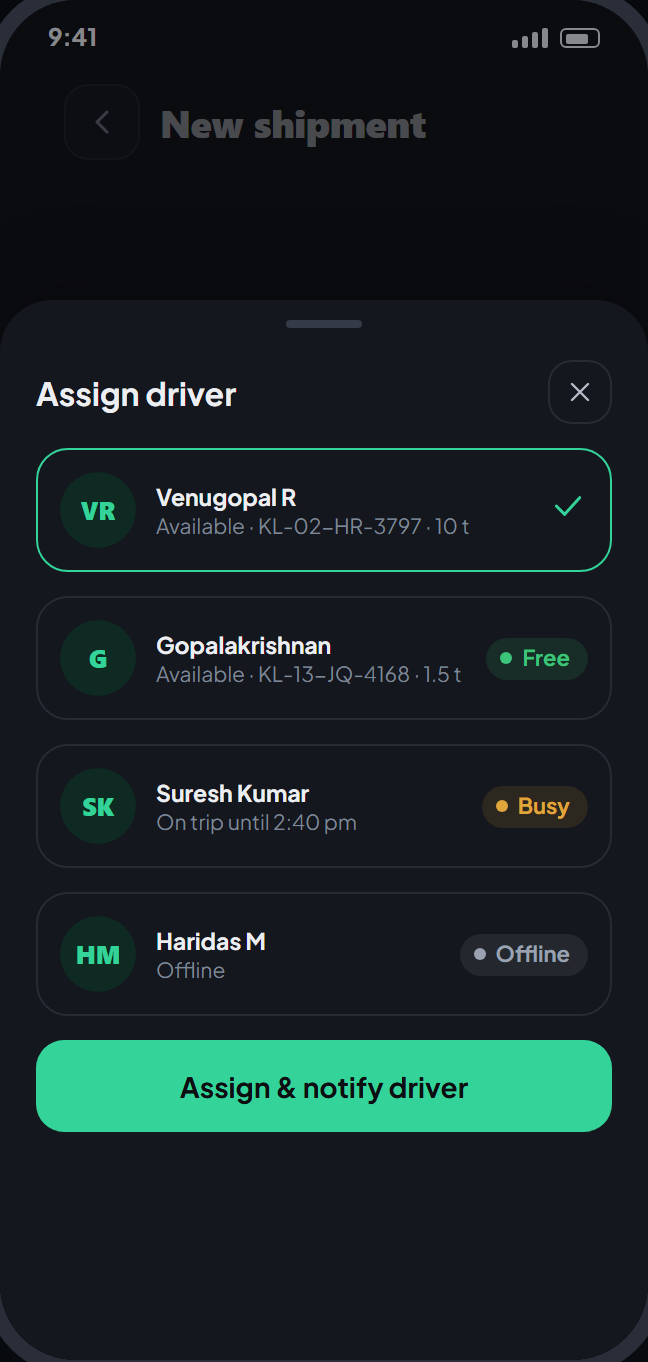 9:41
New shipment
Assign driver
VR
Venugopal R
Available · KL-02–HR-3797 · 10 t
G
Gopalakrishnan
Available · KL-13–JQ-4168 · 1.5 t
Free
SK
Suresh Kumar
On trip until 2:40 pm
Busy
HM
Haridas M
Offline
Offline
Assign & notify driver